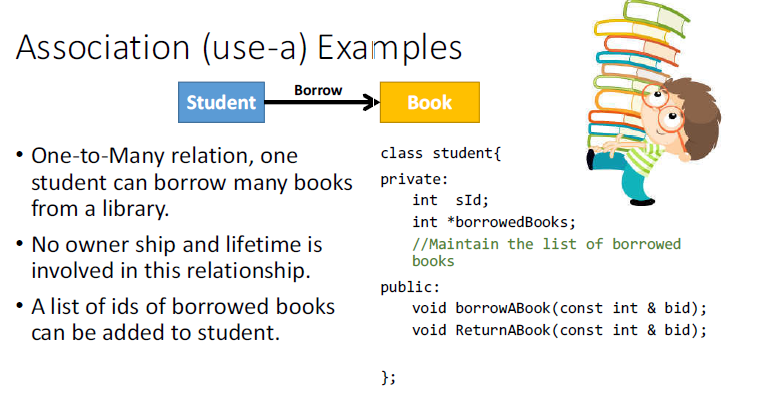 Association (use-a) Examples
Student
Borrow
Book
• One-to-Many relation, one
student can borrow many books
from a library.
• No owner ship and lifetime is
involved in this relationship.
• A list of ids of borrowed books
can be added to student.
class student{
private:
int  sId;
int *borrowedBooks;
//Maintain the list of borrowed
books
public:
void borrowABook(const int & bid);
void ReturnABook(const int & bid);
};